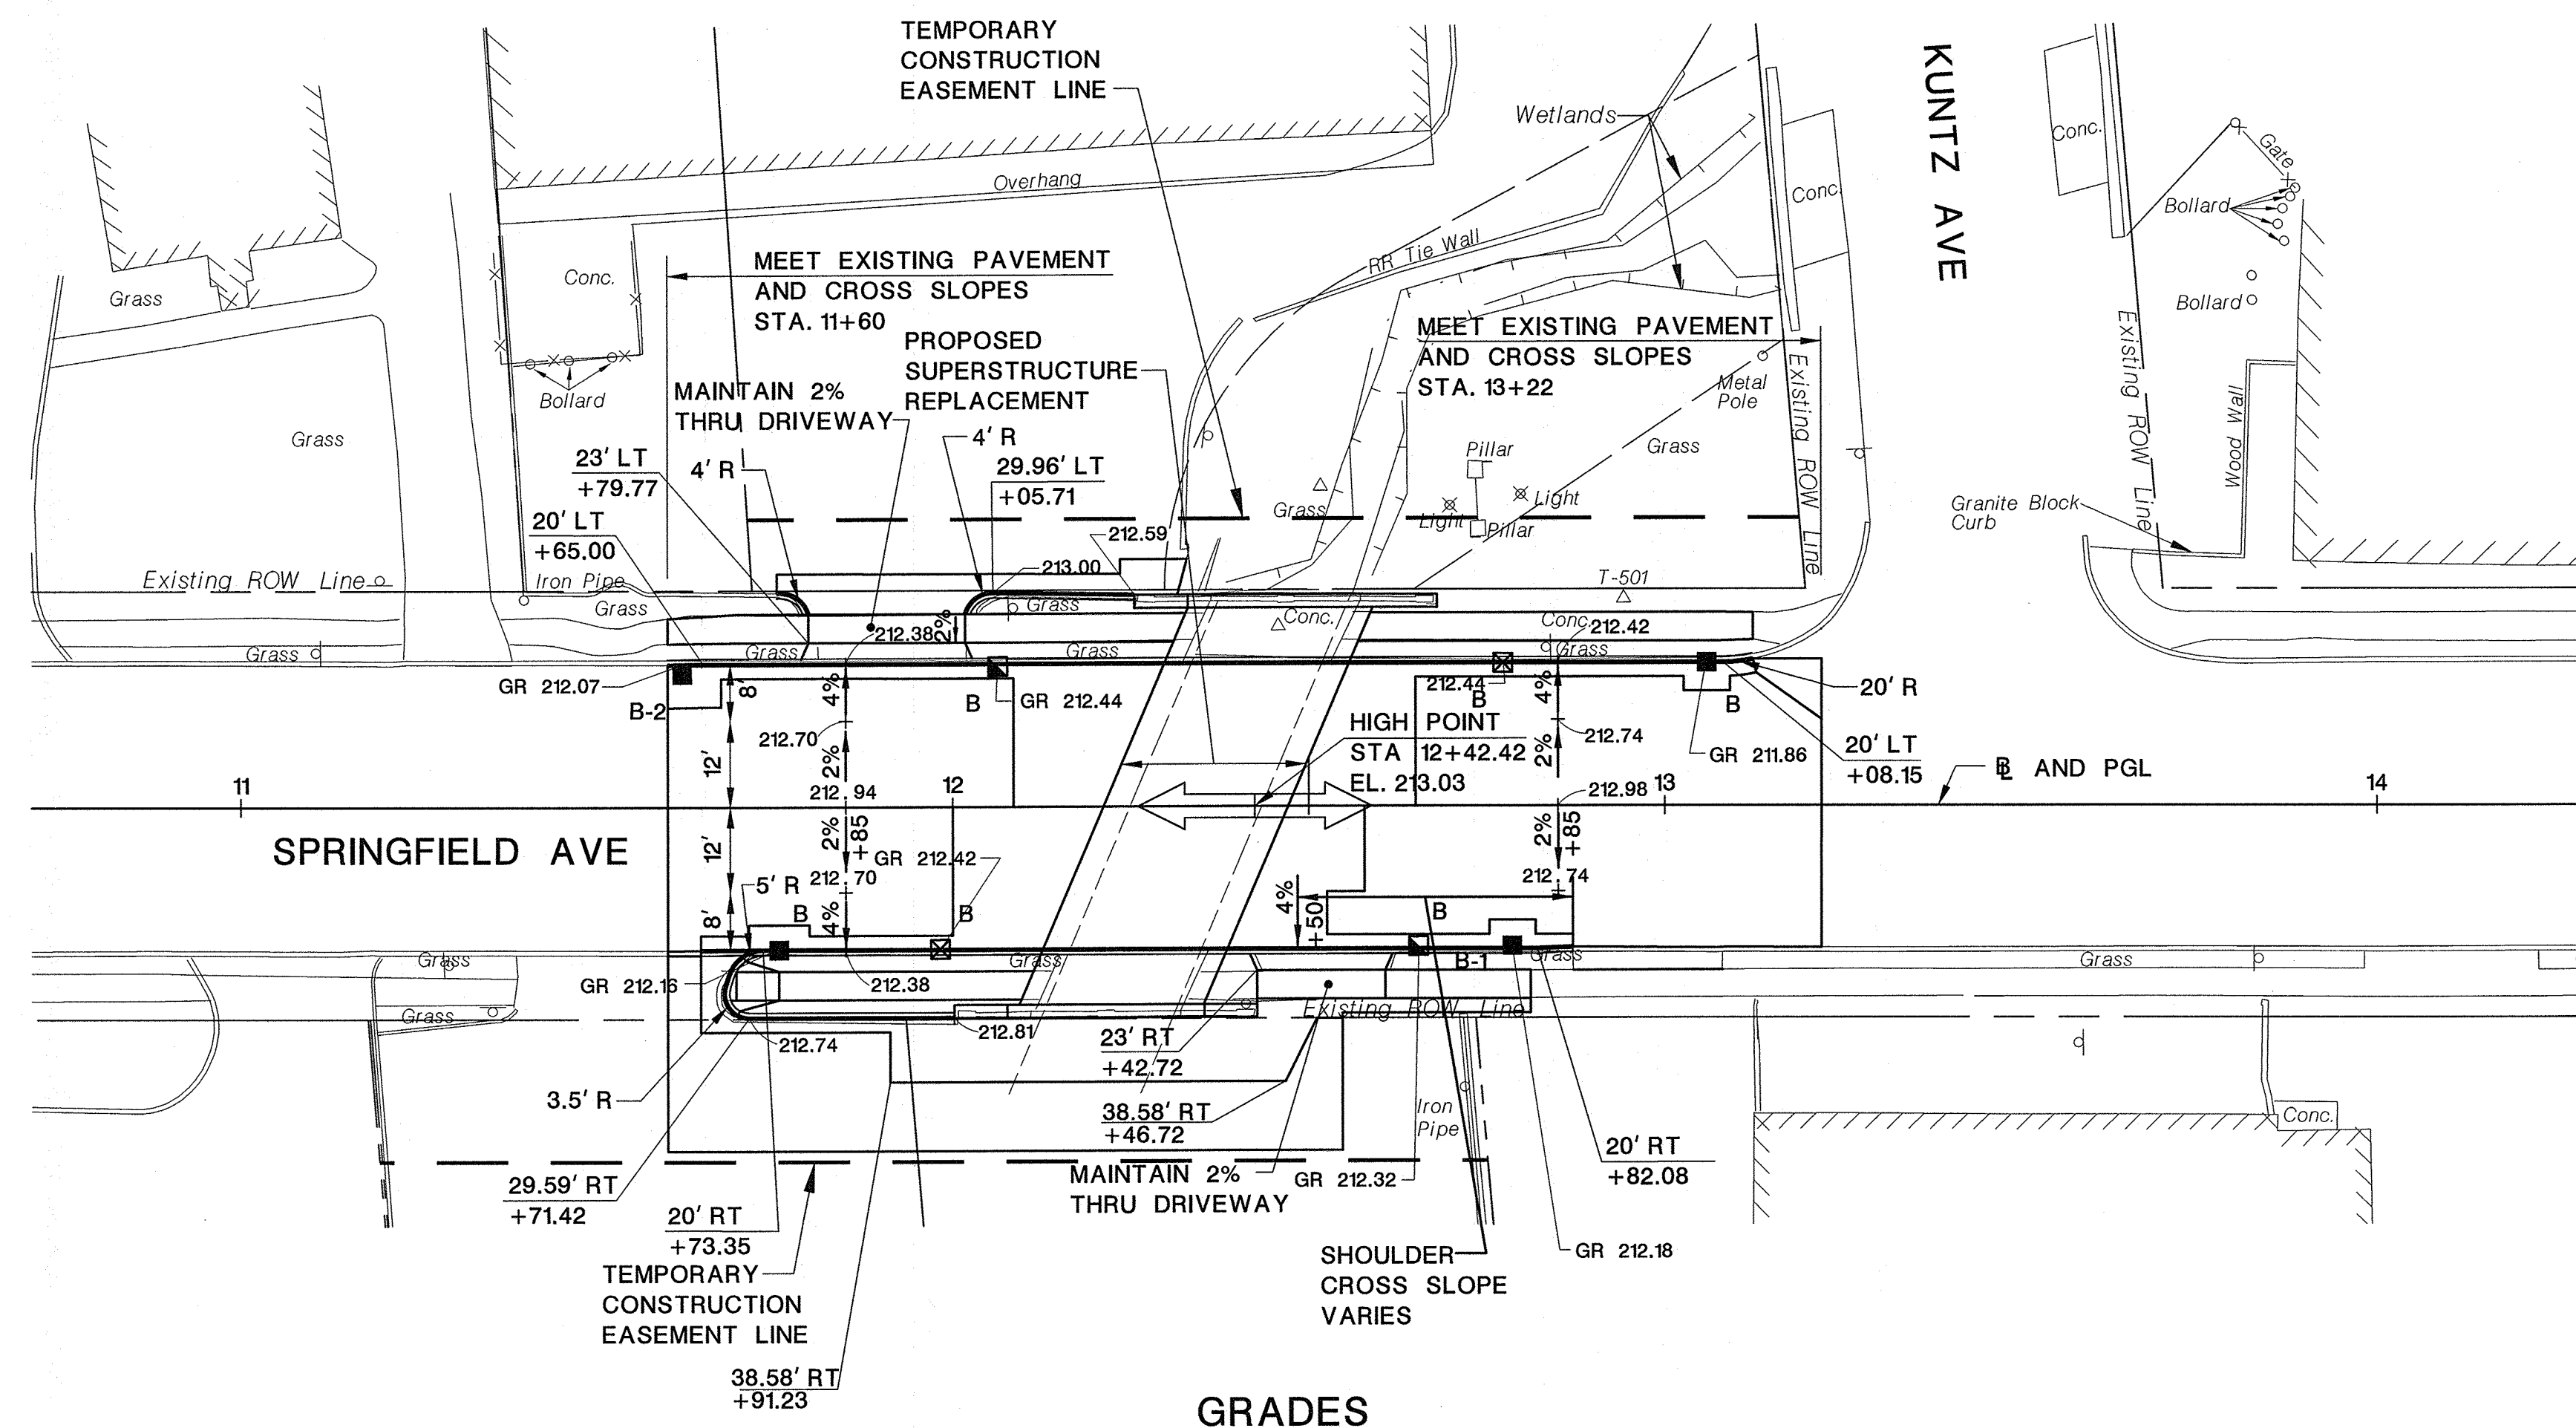 TEMPORARY
CONSTRUCTION
EASEMENT LINE
KUNTZ AVE
Wetlands
Conc.
Conc.
Gate
Bollard
Bollard
Overhang
RR Tie Wall
Grass
Conc.
MEET EXISTING PAVEMENT
AND CROSS SLOPES
STA. 11+60
PROPOSED
SUPERSTRUCTURE
REPLACEMENT
MEET EXISTING PAVEMENT
AND CROSS SLOPES
STA. 13+22
Metal
Pole
Existing ROW Line
Existing ROW Line
Wood Wall
Bollard
MAINTAIN 2%
THRU DRIVEWAY
Grass
4' R
4' R
23' LT
+79.77
29.96' LT
+05.71
20' LT
+65.00
Pillar
Grass
Light
Light
Pillar
Grass
Granite Block
Curb
212.59
213.00
Existing ROW Line
Iron Pipe
Grass
Grass
T-501
212.38
2%
Conc.
Conc.
212.42
Grass
Grass
Grass
Grass
GR 212.07
B-2
8'
4%
B
GR 212.44
212.44
B
4%
B
20' R
212.70
12'
2%
HIGH POINT
STA 12+42.42
EL. 213.03
2%
212.74
GR 211.86
20' LT
+08.15
BL AND PGL
11
212.94
12
212.98
13
14
SPRINGFIELD AVE
12'
2%
+85
GR 212.42
2%
+85
5' R
212.70
212.74
8'
B
4%
B
4%
+50
B
Grass
Grass
B-1
Grass
Grass
GR 212.16
212.38
Grass
Existing ROW Line
212.74
212.81
23' RT
+42.72
3.5' R
38.58' RT
+46.72
Iron
Pipe
Conc.
20' RT
+82.08
MAINTAIN 2%
THRU DRIVEWAY
GR 212.32
29.59' RT
+71.42
20' RT
+73.35
TEMPORARY
CONSTRUCTION
EASEMENT LINE
SHOULDER
CROSS SLOPE
VARIES
GR 212.18
38.58' RT
+91.23
GRADES